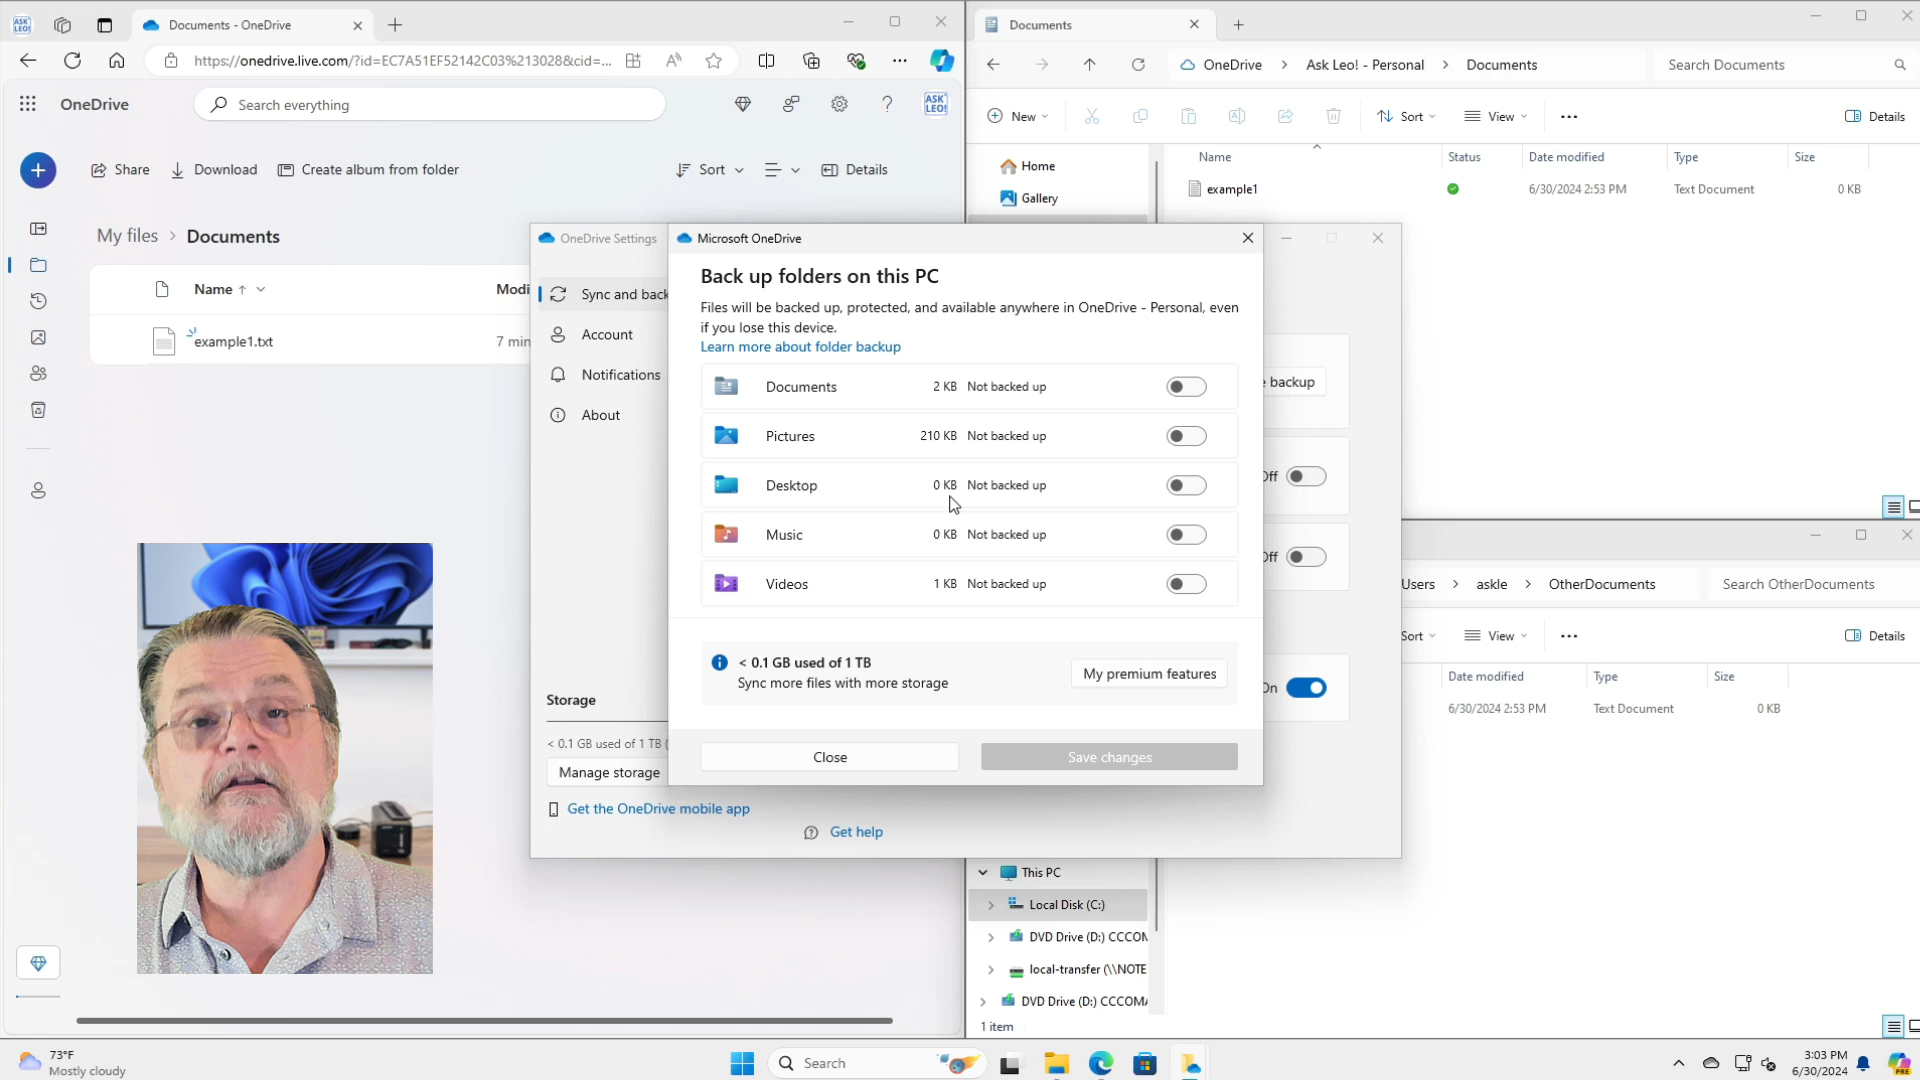 ASK LEO!
Documents - OneDrive
https://onedrive.live.com/?id=EC7A51EF52142C03%213028&cid=...
OneDrive
Search everything
ASK LEO!
Share
Download
Create album from folder
Sort
Details
My files > Documents
Name
Modi
example1.txt
7 min
Documents
OneDrive > Ask Leo! - Personal > Documents
Search Documents
New
Sort
View
Details
Home
Gallery
Name
Status
Date modified
Type
Size
example1
6/30/2024 2:53 PM
Text Document
0 KB
OneDrive Settings
Sync and back
Account
Notifications
About
Storage
< 0.1 GB used of 1 TB (
Manage storage
Get the OneDrive mobile app
Get help
e backup
Off
Off
On
Microsoft OneDrive
Back up folders on this PC
Files will be backed up, protected, and available anywhere in OneDrive - Personal, even
if you lose this device.
Learn more about folder backup
Documents 2 KB Not backed up
Pictures 210 KB Not backed up
Desktop 0 KB Not backed up
Music 0 KB Not backed up
Videos 1 KB Not backed up
< 0.1 GB used of 1 TB
Sync more files with more storage
My premium features
Close
Save changes
Users > askle > OtherDocuments
Search OtherDocuments
Sort
View
Details
Date modified
Type
Size
6/30/2024 2:53 PM
Text Document
0 KB
This PC
Local Disk (C:)
DVD Drive (D:) CCCOM
local-transfer (\\NOTE
DVD Drive (D:) CCCOMA
1 item
73°F
Mostly cloudy
Search
3:03 PM
6/30/2024
PRE